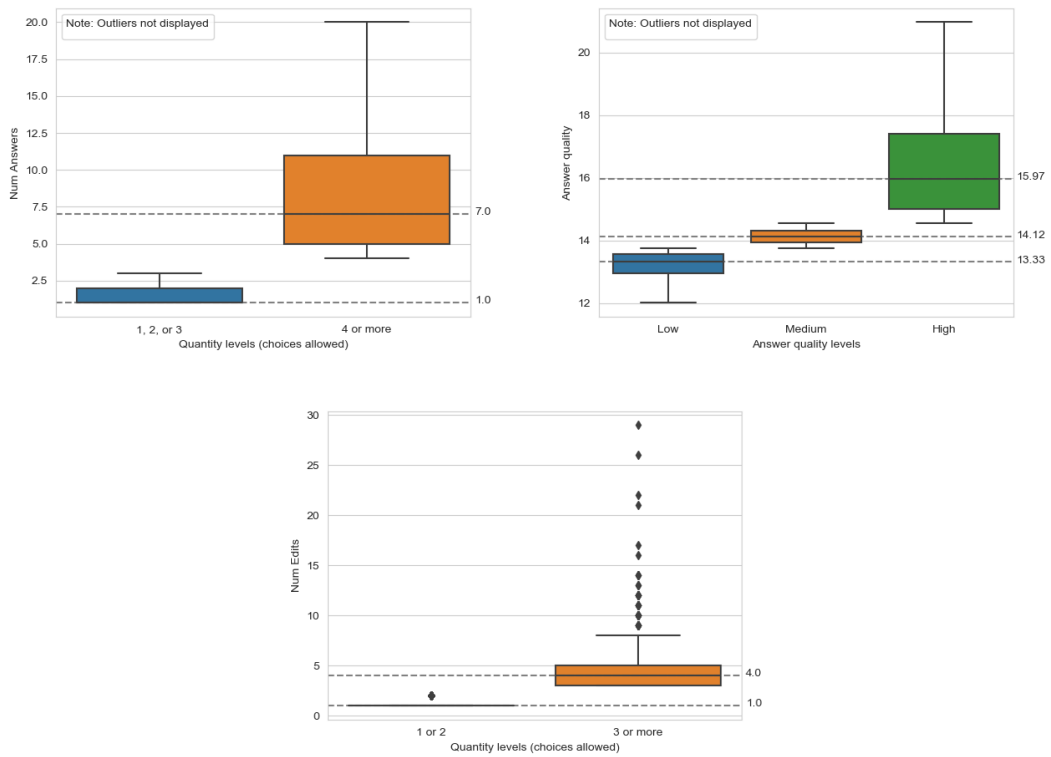 Note: Outliers not displayed
20.0
17.5
15.0
12.5
10.0
7.5
5.0
2.5
Num Answers
7.0
1.0
1, 2, or 3
4 or more
Quantity levels (choices allowed)
Note: Outliers not displayed
20
18
16
14
12
Answer quality
15.97
14.12
13.33
Low
Medium
High
Answer quality levels
30
25
20
15
10
5
0
Num Edits
4.0
1.0
1 or 2
3 or more
Quantity levels (choices allowed)